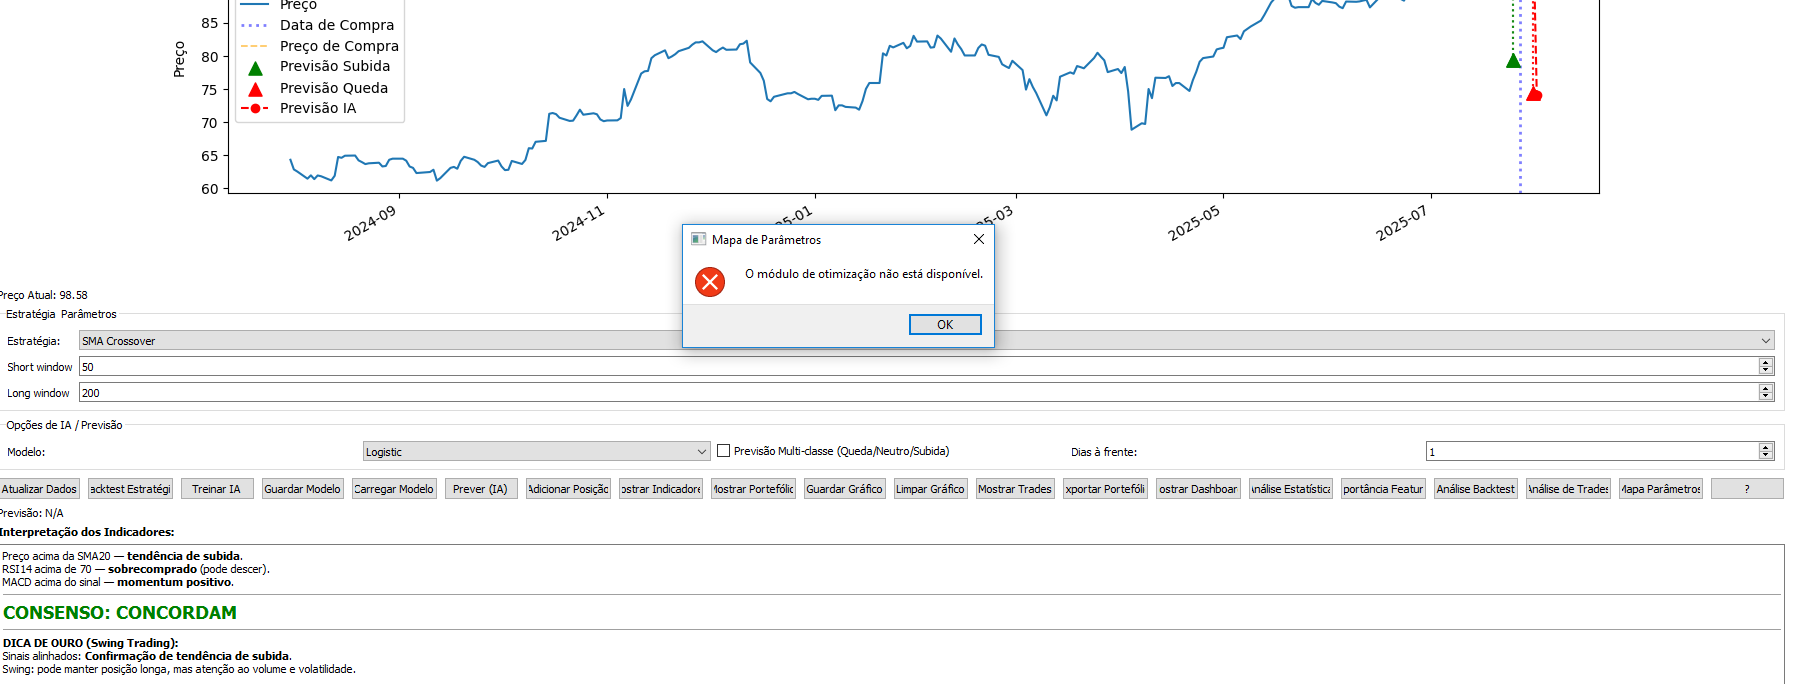 Preço
Data de Compra
Preço de Compra
Previsão Subida
Previsão Queda
Previsão IA
Preço
85
80
75
70
65
60
2024-09
2024-11
5-01
5-03
2025-05
2025-07
Mapa de Parâmetros
O módulo de otimização não está disponível.
OK
Preço Atual: 98.58
Estratégia Parâmetros
Estratégia: SMA Crossover
Short window 50
Long window 200
Opções de IA / Previsão
Modelo: Logistic Previsão Multi-classe (Queda/Neutro/Subida) Dias à frente: 1
Atualizar Dados acktest Estratégi Treinar IA Guardar Modelo Carregar Modelo Prever (IA) Adicionar Posição ostrar Indicadore Mostrar Portefólio Guardar Gráfico Limpar Gráfico Mostrar Trades xportar Portefóli ostrar Dashboar Análise Estatística portância Featur Análise Backtest Análise de Trades Mapa Parâmetros ?
Previsão: N/A
Interpretação dos Indicadores:
Preço acima da SMA20 — tendência de subida.
RSI14 acima de 70 — sobrecomprado (pode descer).
MACD acima do sinal — momentum positivo.
CONSENSO: CONCORDAM
DICA DE OURO (Swing Trading):
Sinais alinhados: Confirmação de tendência de subida.
Swing: pode manter posição longa, mas atenção ao volume e volatilidade.